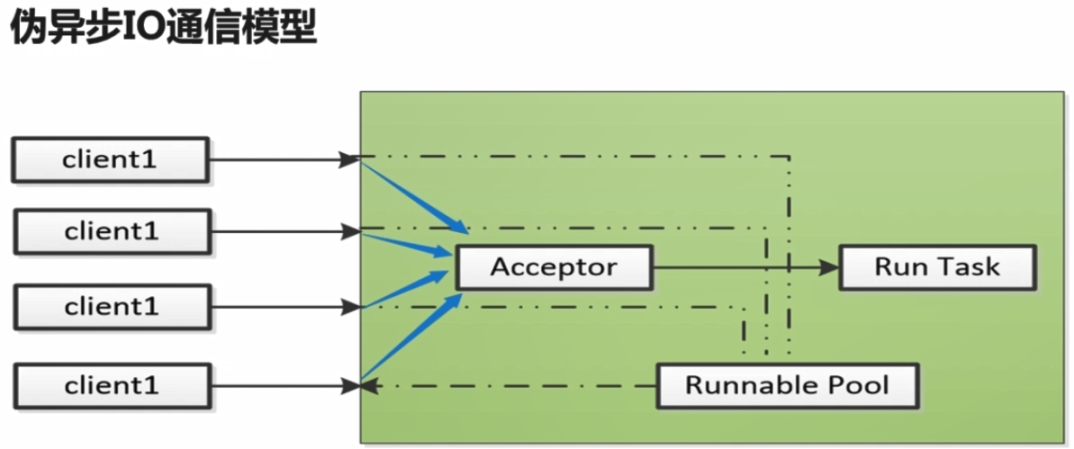 伪异步IO通信模型
client1
client1
Acceptor
Run Task
client1
client1
Runnable Pool